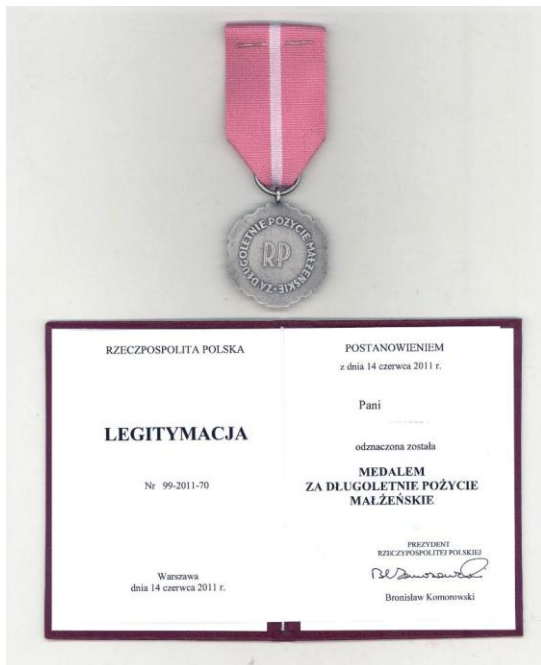 ZA DŁUGOLETNIE POŻYCIE MAŁŻEŃSKIE
RP
RZECZPOSPOLITA POLSKA
LEGITYMACJA
Nr 99-2011-70
Warszawa
dnia 14 czerwca 2011 r.
POSTANOWIENIEM
z dnia 14 czerwca 2011 r.
Pani
odznaczona została
MEDALEM
ZA DŁUGOLETNIE POŻYCIE
MAŁŻEŃSKIE
PREZYDENT
RZECZYPOSPOLITEJ POLSKIEJ
Bronisław Komorowski